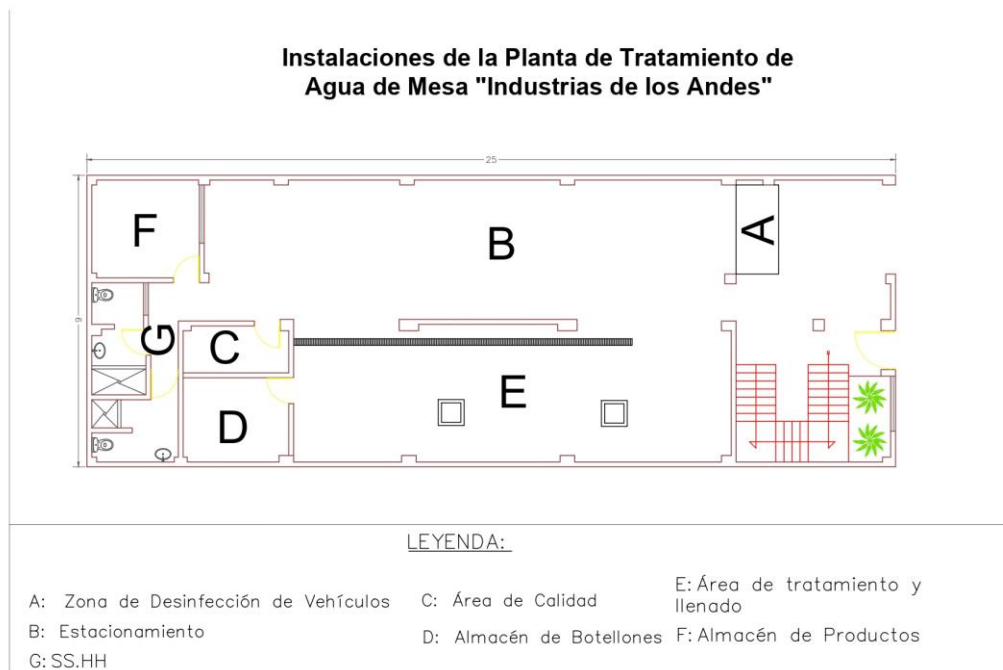 Instalaciones de la Planta de Tratamiento de
Agua de Mesa "Industrias de los Andes"
25
9
F
B
A
G
C
E
D
LEYENDA:
A: Zona de Desinfección de Vehículos
B: Estacionamiento
G: SS.HH
C: Área de Calidad
D: Almacén de Botellones
E: Área de tratamiento y
llenado
F: Almacén de Productos